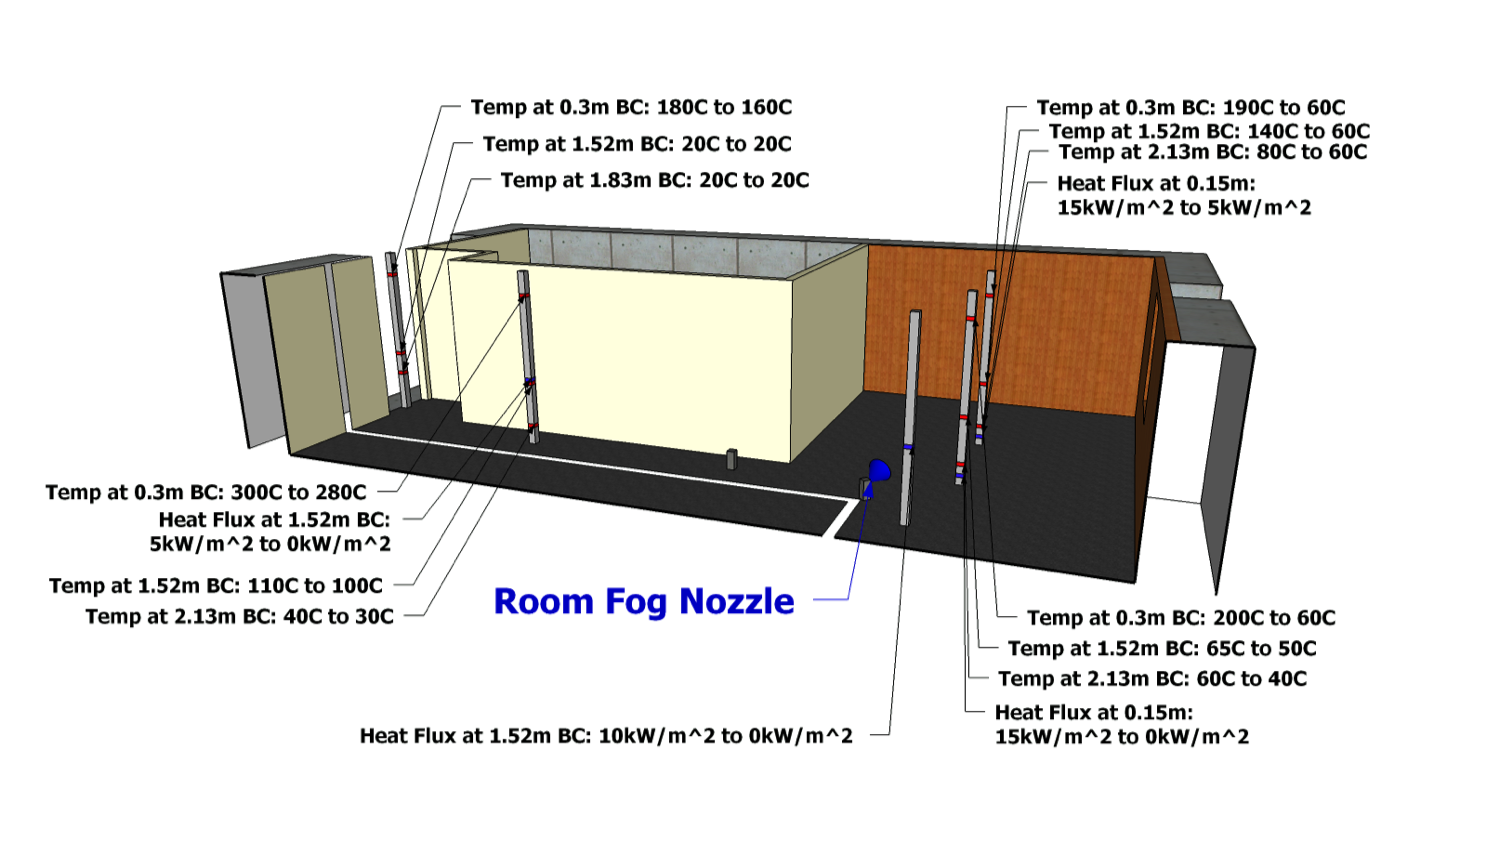 Temp at 0.3m BC: 180C to 160C
Temp at 1.52m BC: 20C to 20C
Temp at 1.83m BC: 20C to 20C
Temp at 0.3m BC: 190C to 60C
Temp at 1.52m BC: 140C to 60C
Temp at 2.13m BC: 80C to 60C
Heat Flux at 0.15m:
15kW/m^2 to 5kW/m^2
Temp at 0.3m BC: 300C to 280C
Heat Flux at 1.52m BC:
5kW/m^2 to 0kW/m^2
Temp at 1.52m BC: 110C to 100C
Temp at 2.13m BC: 40C to 30C
Room Fog Nozzle
Heat Flux at 1.52m BC: 10kW/m^2 to 0kW/m^2
Temp at 0.3m BC: 200C to 60C
Temp at 1.52m BC: 65C to 50C
Temp at 2.13m BC: 60C to 40C
Heat Flux at 0.15m:
15kW/m^2 to 0kW/m^2